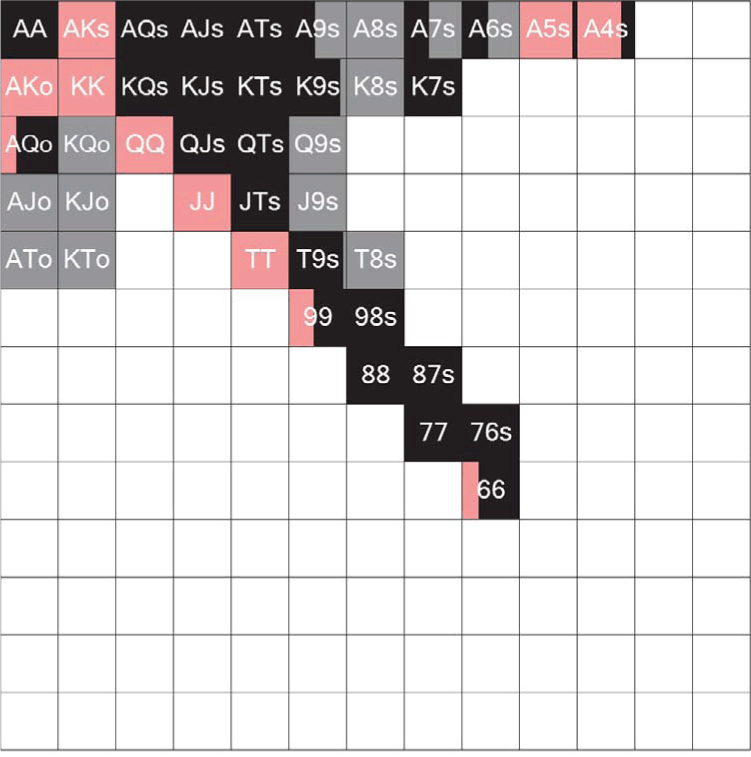 AA AKs AQs AJs ATs A9s A8s A7s A6s A5s A4s
AKo KK KQs KJs KTs K9s K8s K7s
AQo KQo QQ QJs QTs Q9s
AJo KJo JJ JTs J9s
ATo KTo TT T9s T8s
99 98s
88 87s
77 76s
66